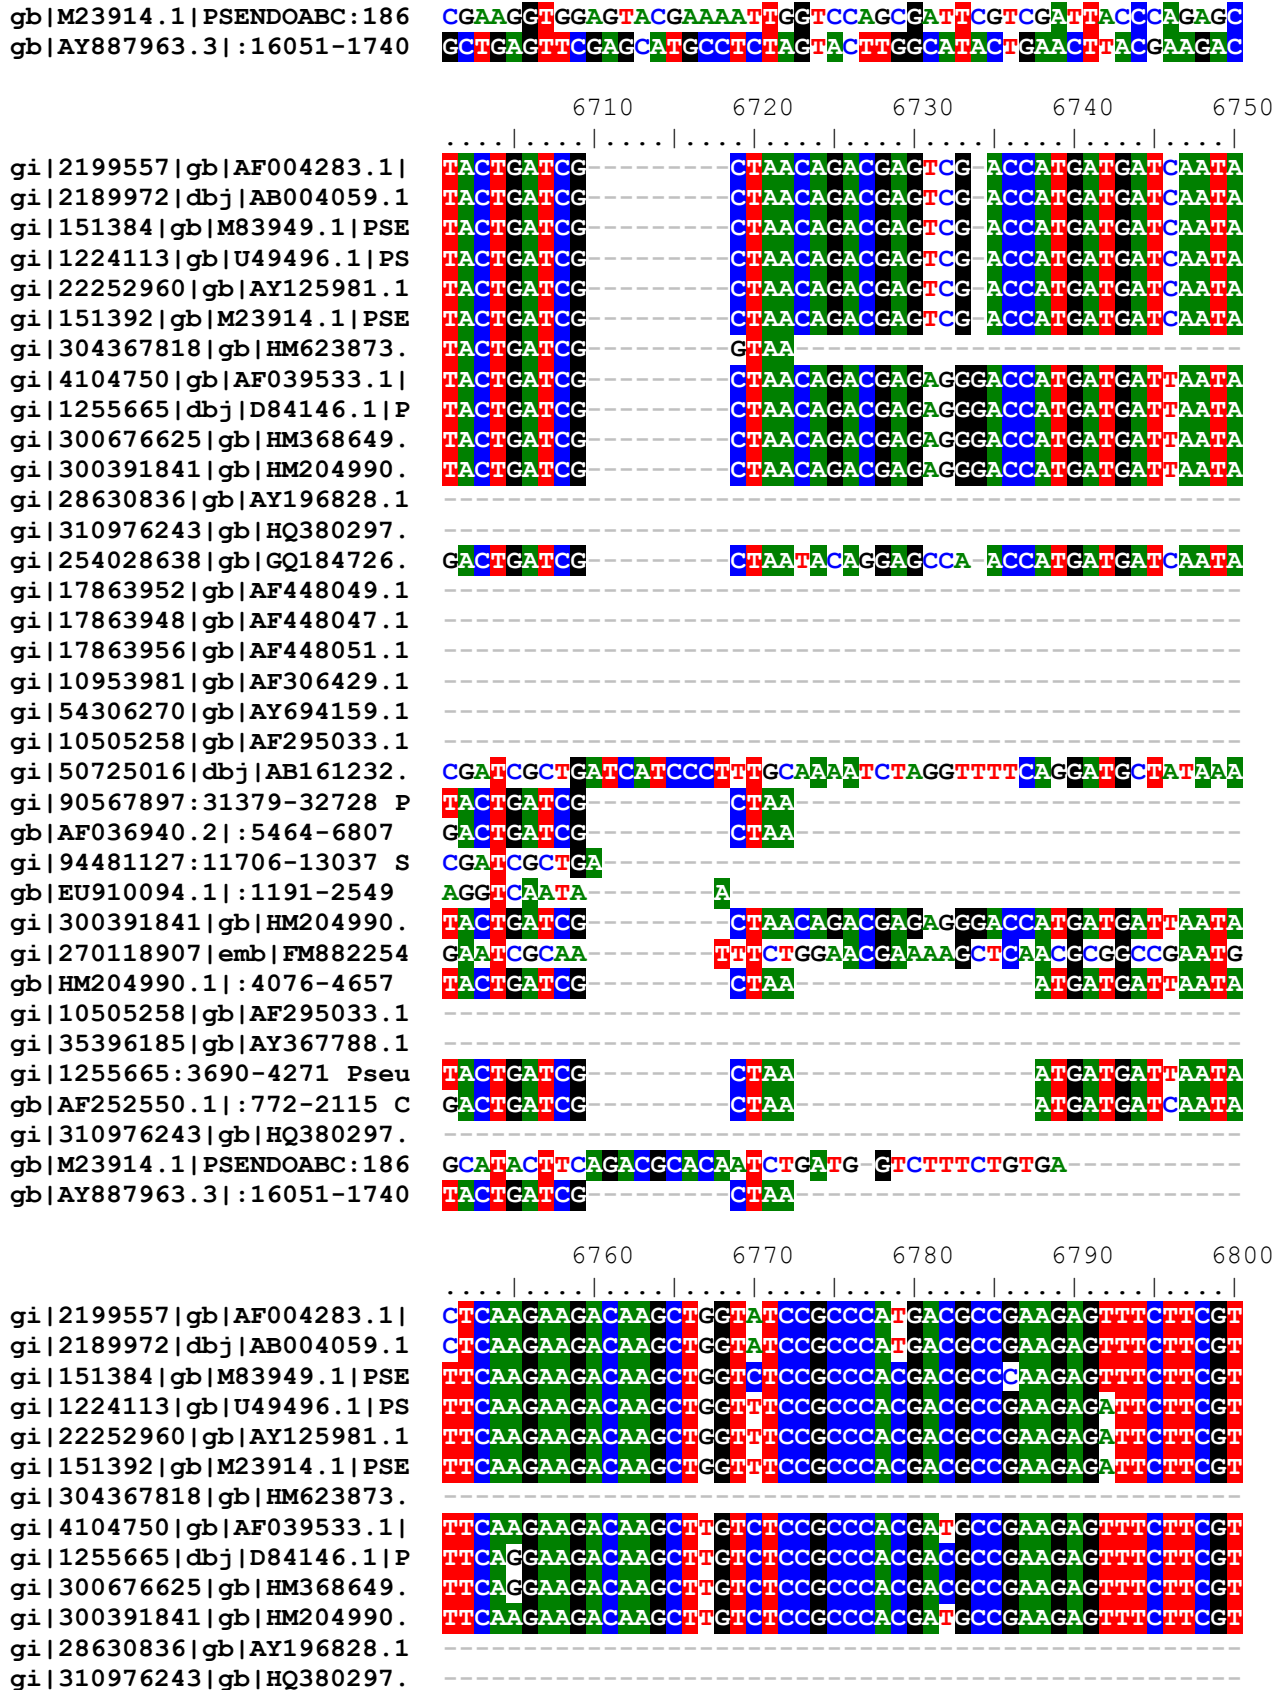 gb|M23914.1|PSENDOABC:186 CGAAGGTGGAGTACGAAAATTGGTCCAGCGATTCGTCGATTACCCAGAGC
gb|AY887963.3|:16051-1740 GCTGAGTTCGAGCATGCCTCTAGTACTTGGCATACTGAACTTACGAAGAC
6710 6720 6730 6740 6750
....|....|....|....|....|....|....|....|....|....|
gi|2199557|gb|AF004283.1| TACTGATCG---------CTAACAGACGAGTCG-ACCATGATGATCAATA
gi|2189972|dbj|AB004059.1 TACTGATCG---------CTAACAGACGAGTCG-ACCATGATGATCAATA
gi|151384|gb|M83949.1|PSE TACTGATCG---------CTAACAGACGAGTCG-ACCATGATGATCAATA
gi|1224113|gb|U49496.1|PS TACTGATCG---------CTAACAGACGAGTCG-ACCATGATGATCAATA
gi|22252960|gb|AY125981.1 TACTGATCG---------CTAACAGACGAGTCG-ACCATGATGATCAATA
gi|151392|gb|M23914.1|PSE TACTGATCG---------CTAACAGACGAGTCG-ACCATGATGATCAATA
gi|304367818|gb|HM623873. TACTGATCG---------GTAA----------------------------
gi|4104750|gb|AF039533.1| TACTGATCG---------CTAACAGACGAGAGGGACCATGATGATTAATA
gi|1255665|dbj|D84146.1|P TACTGATCG---------CTAACAGACGAGAGGGACCATGATGATTAATA
gi|300676625|gb|HM368649. TACTGATCG---------CTAACAGACGAGAGGGACCATGATGATTAATA
gi|300391841|gb|HM204990. TACTGATCG---------CTAACAGACGAGAGGGACCATGATGATTAATA
gi|28630836|gb|AY196828.1 --------------------------------------------------
gi|310976243|gb|HQ380297. --------------------------------------------------
gi|254028638|gb|GQ184726. GACTGATCG---------CTAATACAGGAGCCA-ACCATGATGATCAATA
gi|17863952|gb|AF448049.1 --------------------------------------------------
gi|17863948|gb|AF448047.1 --------------------------------------------------
gi|17863956|gb|AF448051.1 --------------------------------------------------
gi|10953981|gb|AF306429.1 --------------------------------------------------
gi|54306270|gb|AY694159.1 --------------------------------------------------
gi|10505258|gb|AF295033.1 --------------------------------------------------
gi|50725016|dbj|AB161232. CGATCGCTGATCATCCCTTTGCAAAATCTAGGTTTTCAGGATGCTATAAA
gi|90567897:31379-32728 P TACTGATCG---------CTAA----------------------------
gb|AF036940.2|:5464-6807 GACTGATCG---------CTAA----------------------------
gi|94481127:11706-13037 S CGATCGCTGA----------------------------------------
gb|EU910094.1|:1191-2549 AGGTCAATA--------A--------------------------------
gi|300391841|gb|HM204990. TACTGATCG---------CTAACAGACGAGAGGGACCATGATGATTAATA
gi|270118907|emb|FM882254 GAATCGCAA--------TTTCTGGAACGAAAAGCTCAACGCGGCCGAATG
gb|HM204990.1|:4076-4657 TACTGATCG---------CTAA---------------ATGATGATTAATA
gi|10505258|gb|AF295033.1 --------------------------------------------------
gi|35396185|gb|AY367788.1 --------------------------------------------------
gi|1255665:3690-4271 Pseu TACTGATCG---------CTAA---------------ATGATGATTAATA
gb|AF252550.1|:772-2115 C GACTGATCG---------CTAA---------------ATGATGATCAATA
gi|310976243|gb|HQ380297. --------------------------------------------------
gb|M23914.1|PSENDOABC:186 GCATACTTCAGACGCACAATCTGATG-GTCTTTCTGTGA-----------
gb|AY887963.3|:16051-1740 TACTGATCG---------CTAA----------------------------
6760 6770 6780 6790 6800
....|....|....|....|....|....|....|....|....|....|
gi|2199557|gb|AF004283.1| CTCAAGAAGACAAGCTGGTATCCGCCCATGACGCCGAAGAGTTTCTTCGT
gi|2189972|dbj|AB004059.1 CTCAAGAAGACAAGCTGGTATCCGCCCATGACGCCGAAGAGTTTCTTCGT
gi|151384|gb|M83949.1|PSE TTCAAGAAGACAAGCTGGTCTCCGCCCACGACGCCCAAGAGTTTCTTCGT
gi|1224113|gb|U49496.1|PS TTCAAGAAGACAAGCTGGTTTCCGCCCACGACGCCGAAGAGATTCTTCGT
gi|22252960|gb|AY125981.1 TTCAAGAAGACAAGCTGGTTTCCGCCCACGACGCCGAAGAGATTCTTCGT
gi|151392|gb|M23914.1|PSE TTCAAGAAGACAAGCTGGTTTCCGCCCACGACGCCGAAGAGATTCTTCGT
gi|304367818|gb|HM623873. --------------------------------------------------
gi|4104750|gb|AF039533.1| TTCAAGAAGACAAGCTTGTCTCCGCCCACGATGCCGAAGAGTTTCTTCGT
gi|1255665|dbj|D84146.1|P TTCAGGAAGACAAGCTTGTCTCCGCCCACGACGCCGAAGAGTTTCTTCGT
gi|300676625|gb|HM368649. TTCAGGAAGACAAGCTTGTCTCCGCCCACGACGCCGAAGAGTTTCTTCGT
gi|300391841|gb|HM204990. TTCAAGAAGACAAGCTTGTCTCCGCCCACGATGCCGAAGAGTTTCTTCGT
gi|28630836|gb|AY196828.1 --------------------------------------------------
gi|310976243|gb|HQ380297. --------------------------------------------------